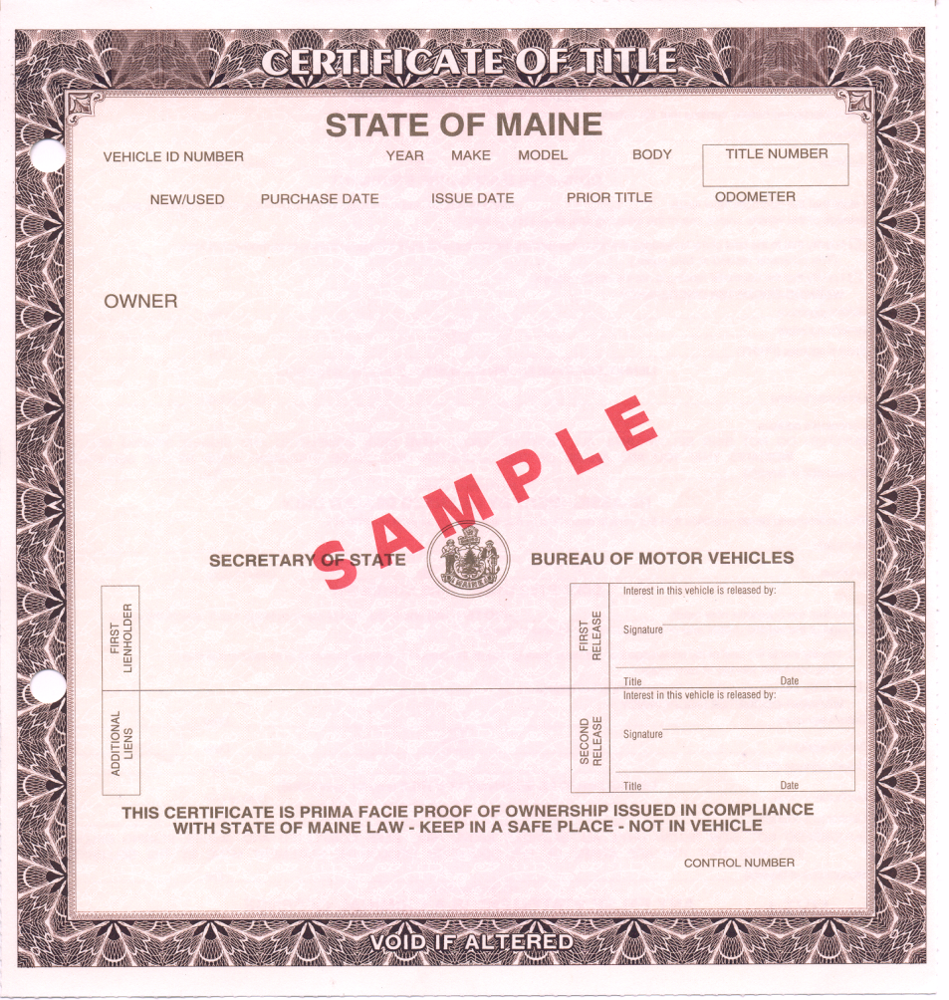 CERTIFICATE OF TITLE
STATE OF MAINE
VEHICLE ID NUMBER YEAR MAKE MODEL BODY TITLE NUMBER
NEW/USED PURCHASE DATE ISSUE DATE PRIOR TITLE ODOMETER
OWNER
SAMPLE
SECRETARY OF STATE BUREAU OF MOTOR VEHICLES
MAINE
FIRST
LIENHOLDER
FIRST
RELEASE
Interest in this vehicle is released by:
Signature
Title Date
ADDITIONAL
LIENS
SECOND
RELEASE
Interest in this vehicle is released by:
Signature
Title Date
THIS CERTIFICATE IS PRIMA FACIE PROOF OF OWNERSHIP ISSUED IN COMPLIANCE
WITH STATE OF MAINE LAW - KEEP IN A SAFE PLACE - NOT IN VEHICLE
CONTROL NUMBER
VOID IF ALTERED